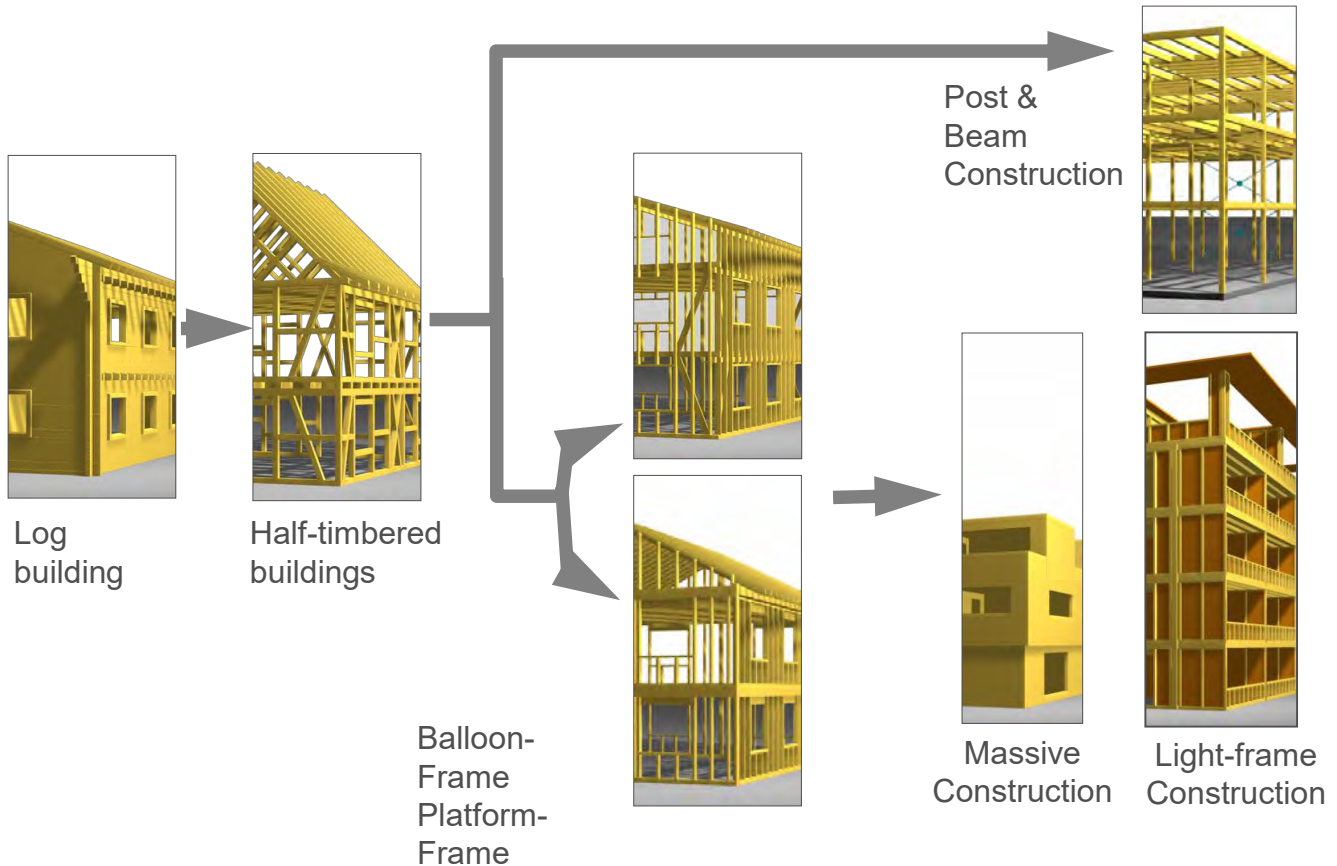 Post &
Beam
Construction
Log
building
Half-timbered
buildings
Balloon-
Frame
Platform-
Frame
Massive
Construction
Light-frame
Construction